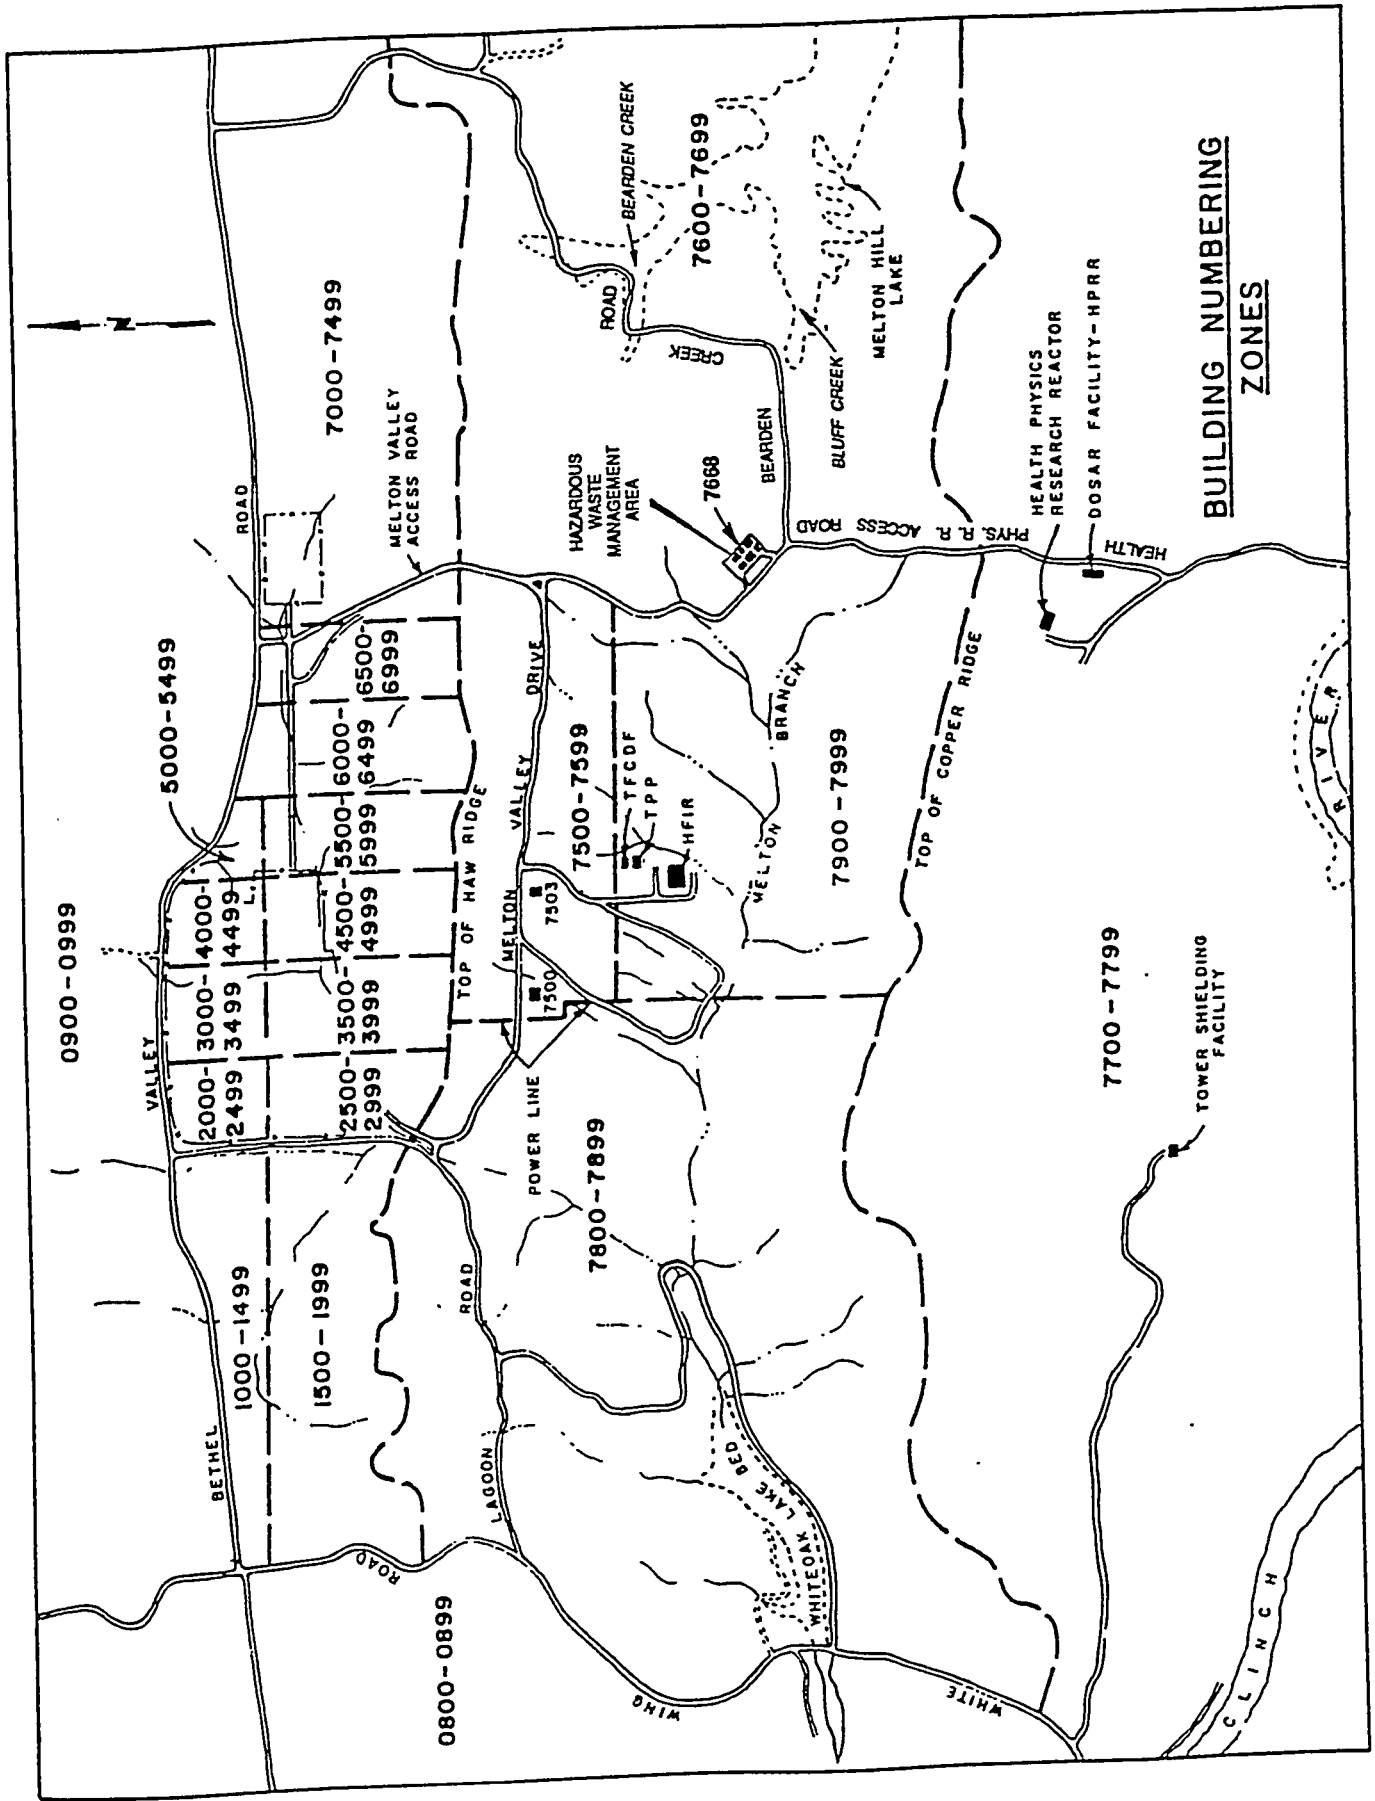 BUILDING NUMBERING
ZONES
N
0900-0999
5000-5499
VALLEY
ROAD
BETHEL
2000-
2499
3000-
3499
4000-
4499
2500-
2999
3500-
3999
4500-
4999
5500-
5999
6000-
6499
6500-
6999
7000-7499
1000-1499
1500-1999
0800-0899
MELTON VALLEY
ACCESS ROAD
TOP OF HAW RIDGE
MELTON
VALLEY
DRIVE
LAGOON
ROAD
ROAD
WING
WHITE
POWER LINE
7500
7503
7500-7599
TFCDF
TPP
HFIR
7800-7899
7900-7999
MELTON
BRANCH
HAZARDOUS
WASTE
MANAGEMENT
AREA
7668
BEARDEN
CREEK
ROAD
BEARDEN CREEK
7600-7699
BLUFF CREEK
MELTON HILL
LAKE
WHITEOAK LAKE BED
TOP OF COPPER RIDGE
HEALTH
PHYS. R. R. ACCESS ROAD
HEALTH PHYSICS
RESEARCH REACTOR
DOSAR FACILITY-HPRR
7700-7799
TOWER SHIELDING
FACILITY
CLINCH
RIVER